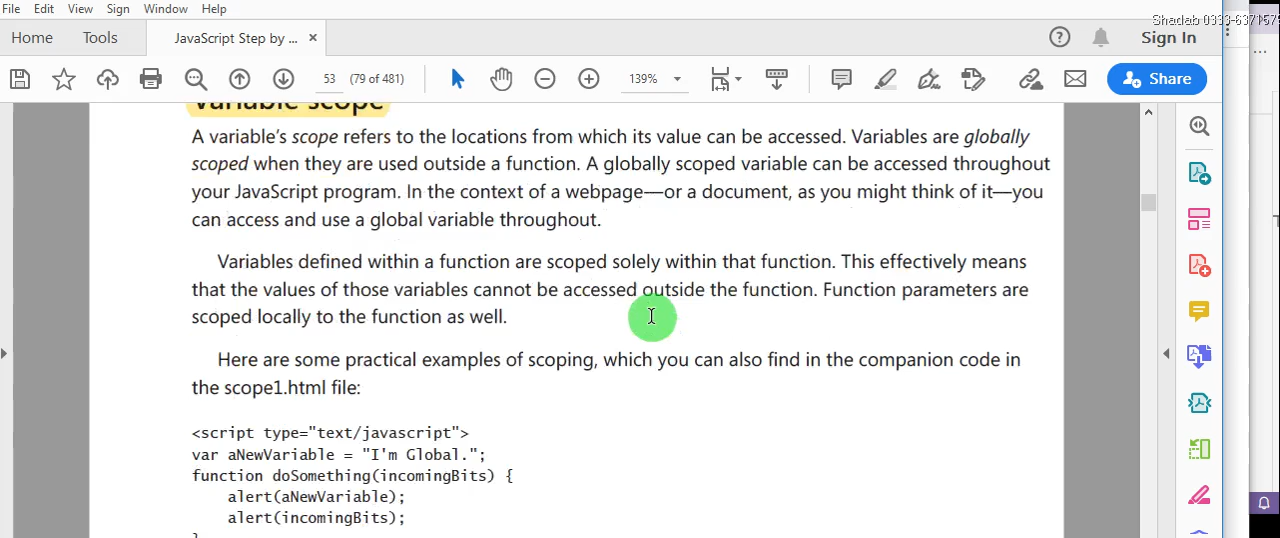 File Edit View Sign Window Help
Shadab 0333-6371579
Home Tools JavaScript Step by ... × Sign In
53 (79 of 481) 139% Share
Variable scope
A variable's scope refers to the locations from which its value can be accessed. Variables are globally
scoped when they are used outside a function. A globally scoped variable can be accessed throughout
your JavaScript program. In the context of a webpage—or a document, as you might think of it—you
can access and use a global variable throughout.
Variables defined within a function are scoped solely within that function. This effectively means
that the values of those variables cannot be accessed outside the function. Function parameters are
scoped locally to the function as well.
Here are some practical examples of scoping, which you can also find in the companion code in
the scope1.html file:
<script type="text/javascript">
var aNewVariable = "I'm Global.";
function doSomething(incomingBits) {
alert(aNewVariable);
alert(incomingBits);
}